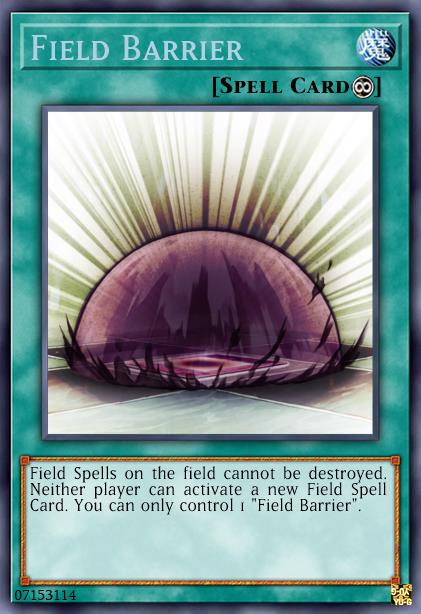 Field Barrier
魔
[Spell Card]
Field Spells on the field cannot be destroyed.
Neither player can activate a new Field Spell
Card. You can only control 1 "Field Barrier".
07153114